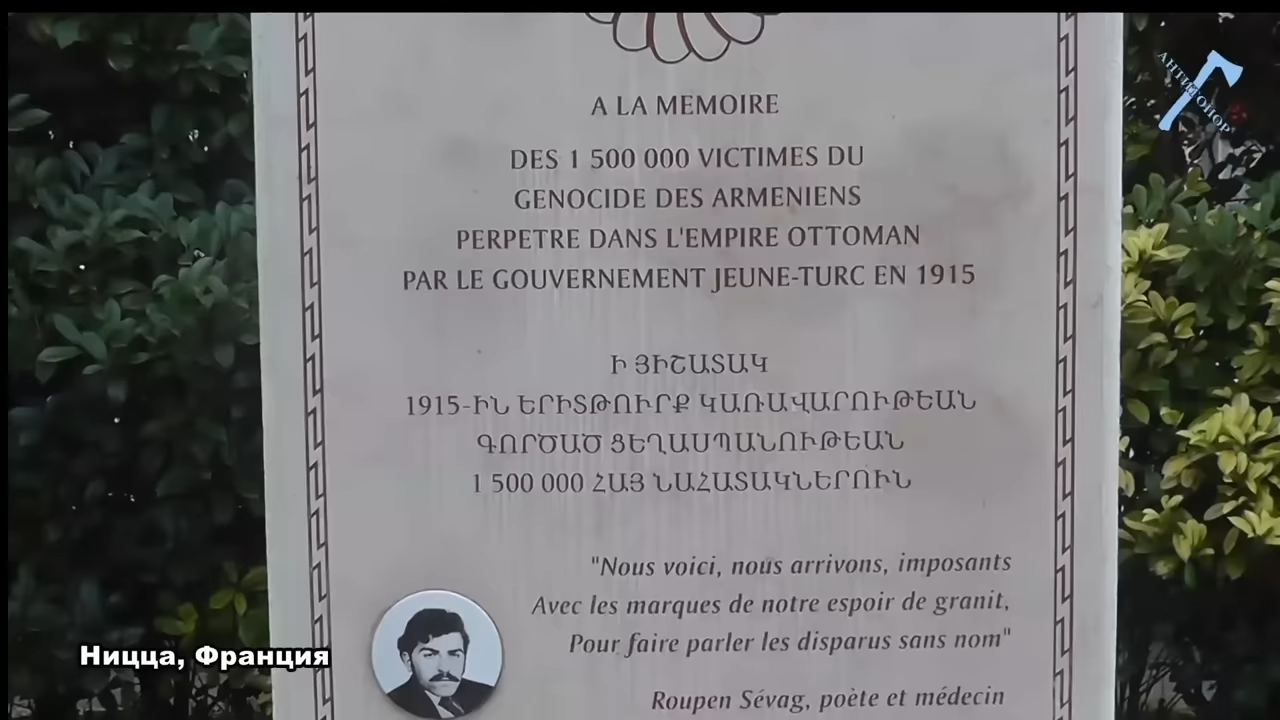 АНТИТОПОР
A LA MEMOIRE
DES 1 500 000 VICTIMES DU
GENOCIDE DES ARMENIENS
PERPETRE DANS L'EMPIRE OTTOMAN
PAR LE GOUVERNEMENT JEUNE-TURC EN 1915
Ի ՅԻՇԱՏԱԿ
1915-ԻՆ ԵՐԻՏԹՈՒՐՔ ԿԱՌԱՎԱՐՈՒԹԵԱՆ
ԳՈՐԾԱԾ ՑԵՂԱՍՊԱՆՈՒԹԵԱՆ
1 500 000 ՀԱՅ ՆԱՀԱՏԱԿՆԵՐՈՒՆ
"Nous voici, nous arrivons, imposants
Avec les marques de notre espoir de granit,
Pour faire parler les disparus sans nom"
Roupen Sévag, poète et médecin
Ницца, Франция